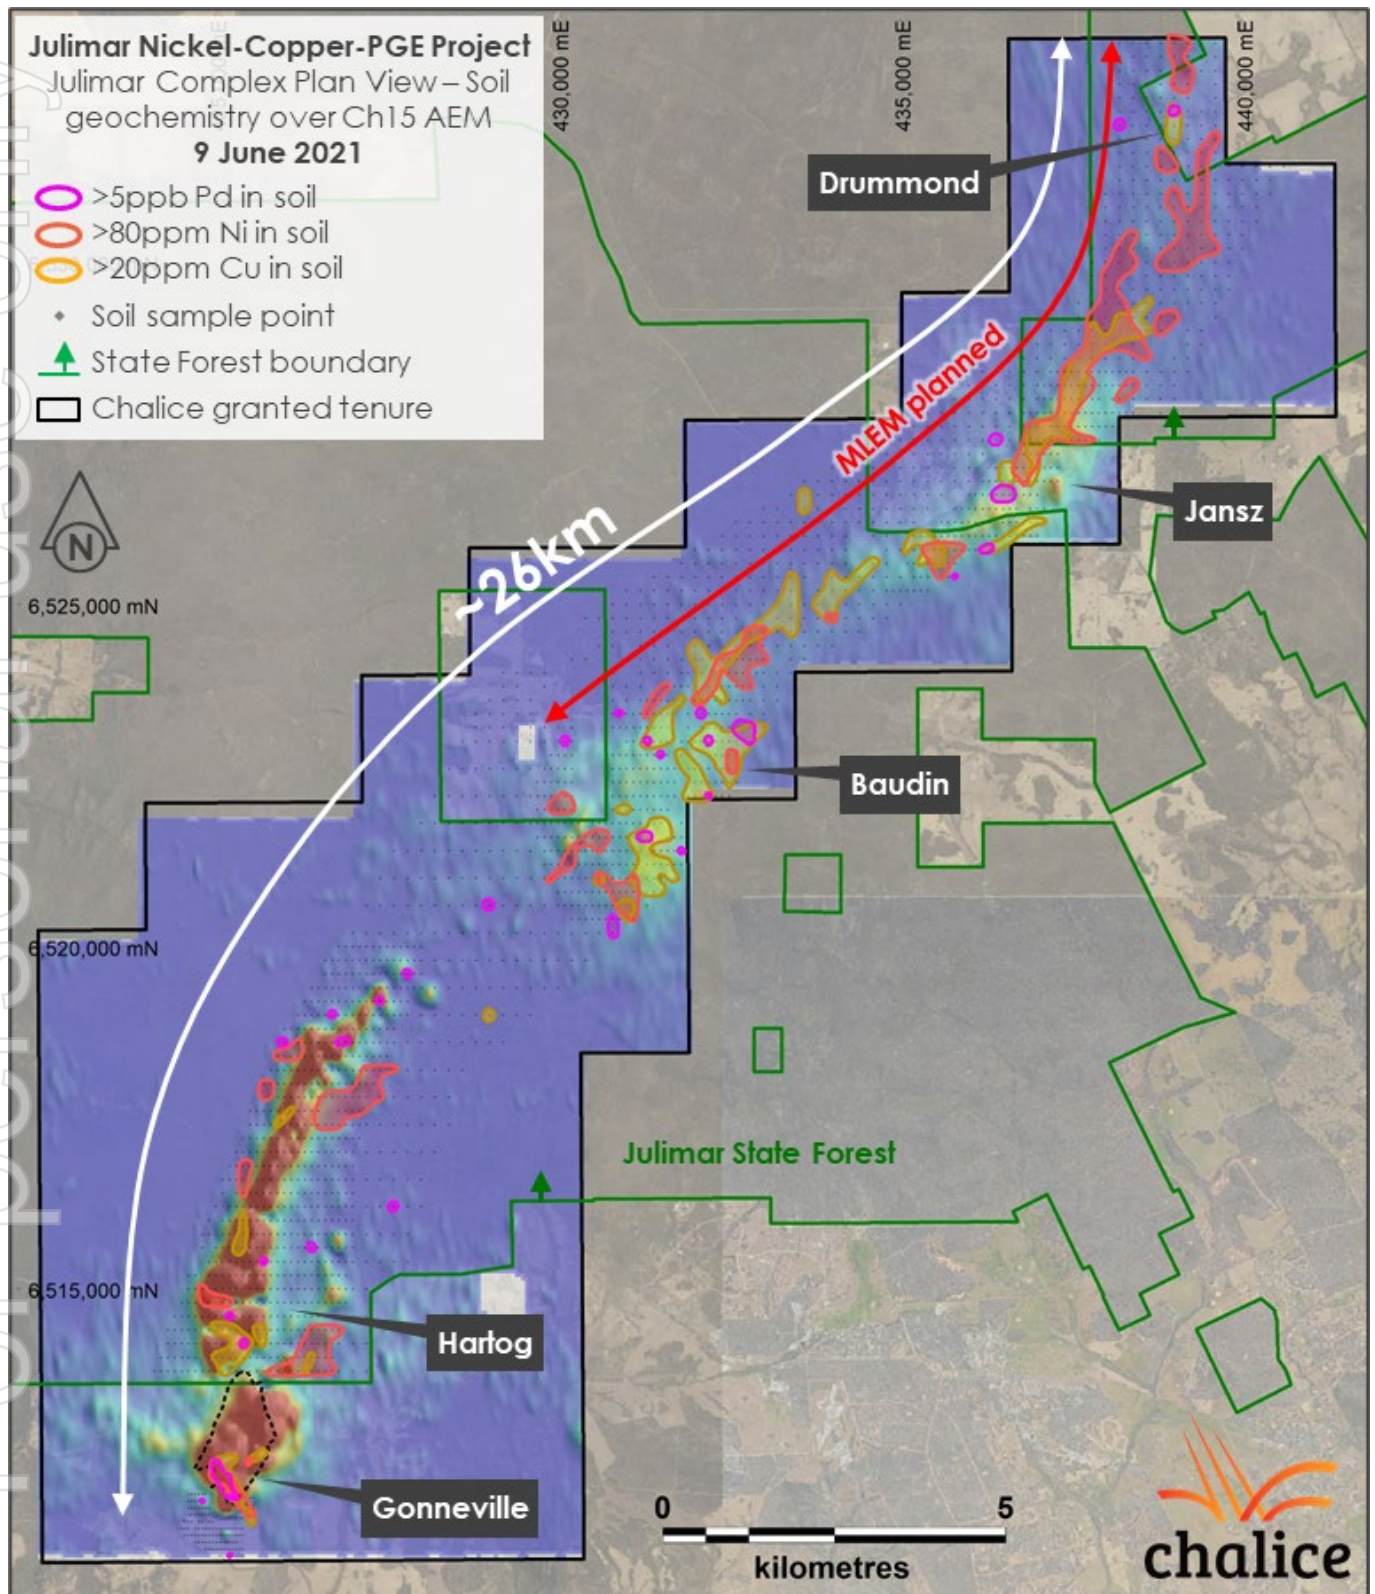 Julimar Nickel-Copper-PGE Project
Julimar Complex Plan View – Soil
geochemistry over Ch15 AEM
9 June 2021
>5ppb Pd in soil
>80ppm Ni in soil
>20ppm Cu in soil
Soil sample point
State Forest boundary
Chalice granted tenure
430,000 mE
435,000 mE
440,000 mE
Drummond
MLEM planned
Jansz
N
~26km
6,525,000 mN
Baudin
6,520,000 mN
Julimar State Forest
6,515,000 mN
Hartog
Gonneville
0 5
kilometres
chalice